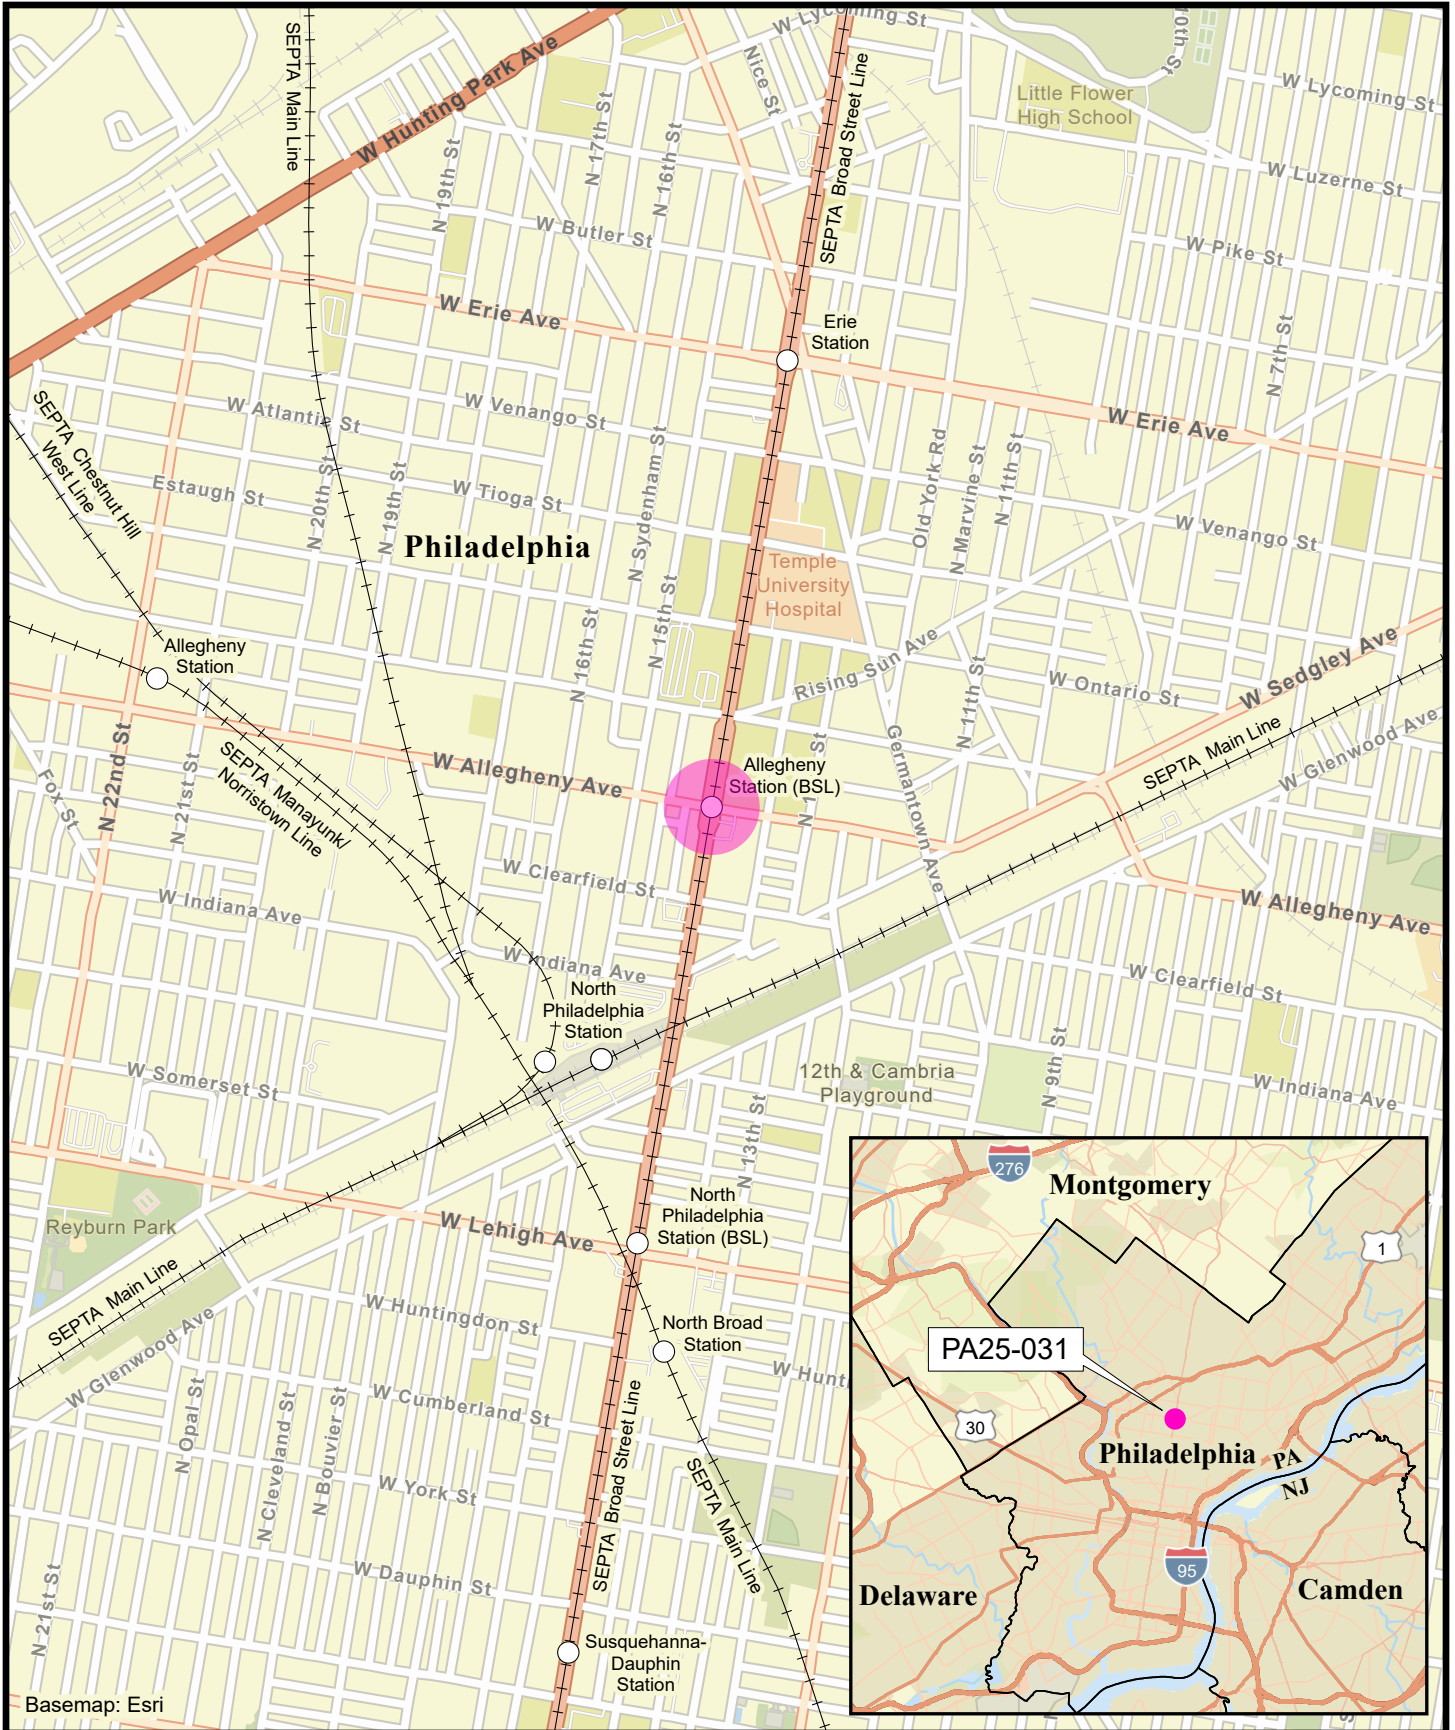 W Lycoming St
10th St
SEPTA Main Line
W Hunting Park Ave
Nice St
SEPTA Broad Street Line
Little Flower
High School
W Lycoming St
N 17th St
N 16th St
N 19th St
W Luzerne St
W Butler St
W Pike St
W Erie Ave
Erie
Station
N 7th St
W Atlantic St
W Venango St
W Erie Ave
SEPTA Chestnut Hill
West Line
Estaugh St
N 20th St
N 19th St
W Tioga St
N Sydenham St
Old York Rd
N Marvine St
N 11th St
W Venango St
Philadelphia
Temple
University
Hospital
N 15th St
N 16th St
Allegheny
Station
Rising Sun Ave
N 11th St
W Ontario St
W Sedgley Ave
N 22nd St
N 21st St
Fox St
SEPTA Manayunk/
Norristown Line
W Allegheny Ave
Allegheny
Station (BSL)
Germantown Ave
SEPTA Main Line
W Glenwood Ave
W Clearfield St
W Indiana Ave
W Allegheny Ave
W Indiana Ave
North
Philadelphia
Station
W Clearfield St
W Somerset St
12th & Cambria
Playground
N 9th St
W Indiana Ave
N 13th St
Reyburn Park
W Lehigh Ave
North
Philadelphia
Station (BSL)
SEPTA Main Line
W Glenwood Ave
W Huntingdon St
North Broad
Station
W Hunti
W Cumberland St
N Opal St
N Cleveland St
N Bouvier St
W York St
SEPTA Broad Street Line
SEPTA Main Line
W Dauphin St
N 21st St
Susquehanna-
Dauphin
Station
Basemap: Esri
276
Montgomery
1
PA25-031
30
Philadelphia
PA
NJ
95
Delaware
Camden